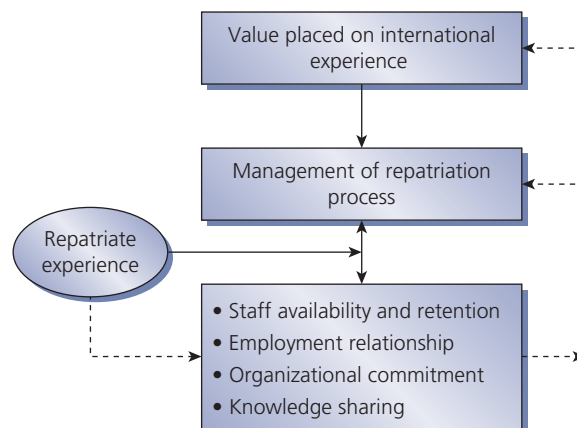 Value placed on international
experience
Management of repatriation
process
Repatriate
experience
• Staff availability and retention
• Employment relationship
• Organizational commitment
• Knowledge sharing